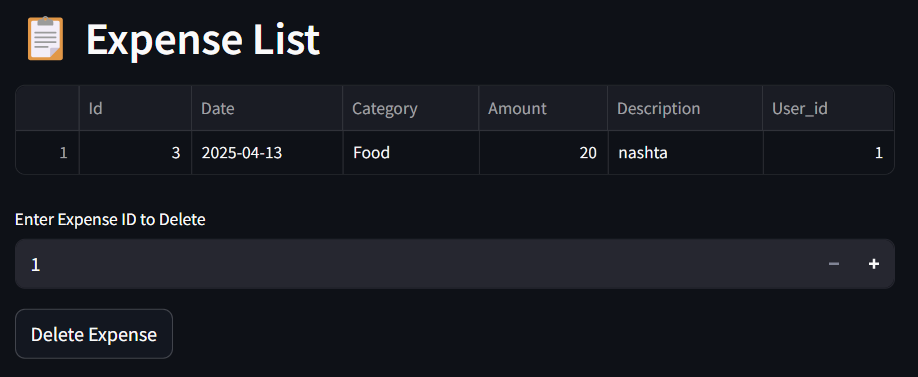 Expense List
Id Date Category Amount Description User_id
1 3 2025-04-13 Food 20 nashta 1
Enter Expense ID to Delete
1 − +
Delete Expense